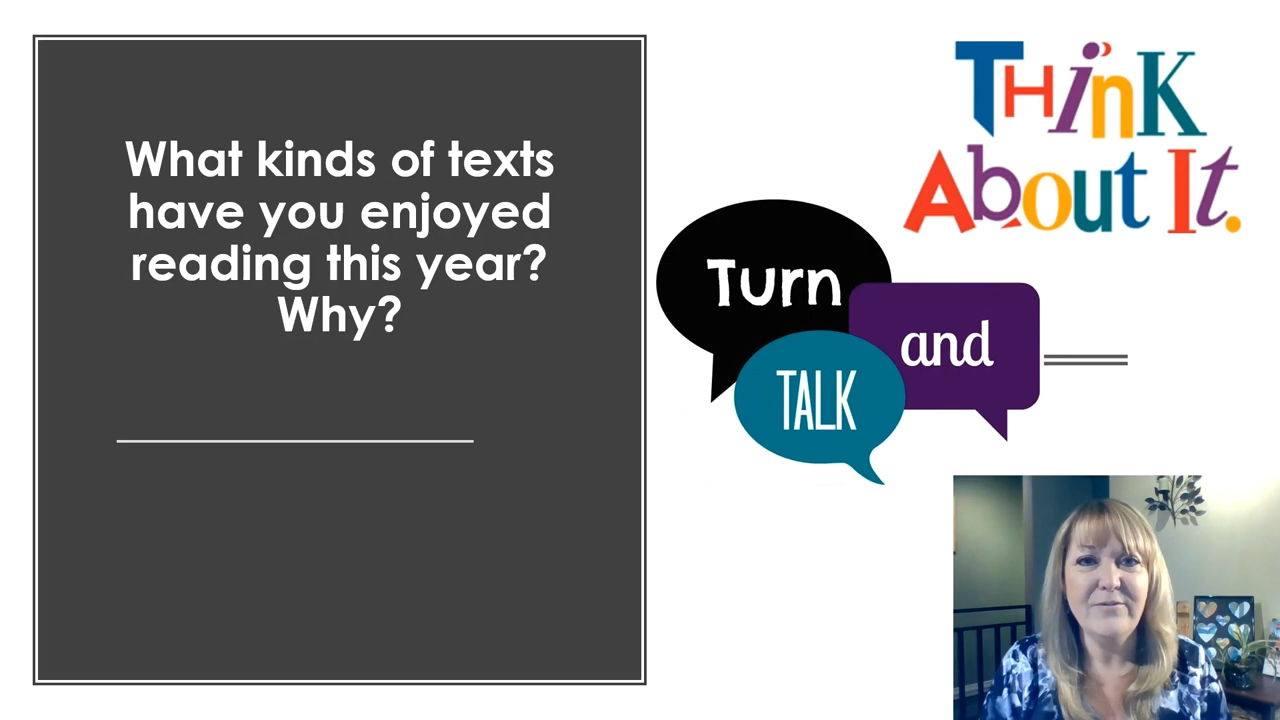 What kinds of texts
have you enjoyed
reading this year?
Why?
THink
About It.
Turn
and
TALK